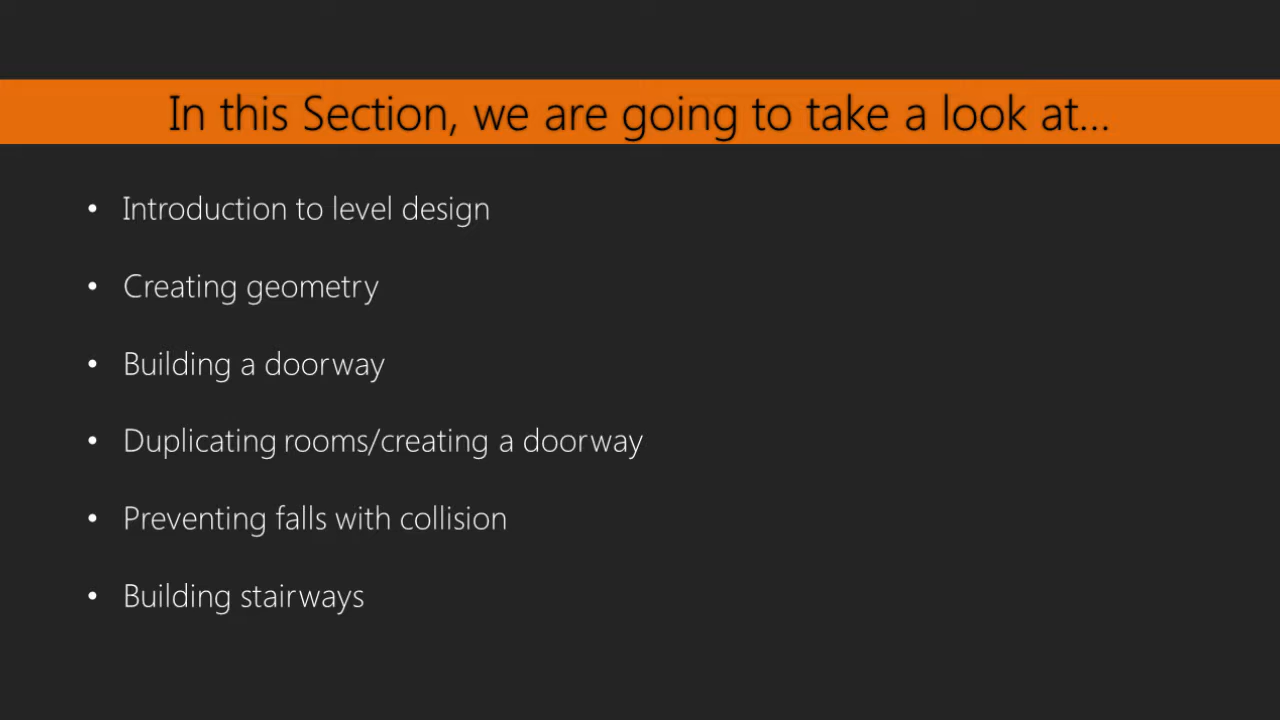 In this Section, we are going to take a look at...
• Introduction to level design
• Creating geometry
• Building a doorway
• Duplicating rooms/creating a doorway
• Preventing falls with collision
• Building stairways